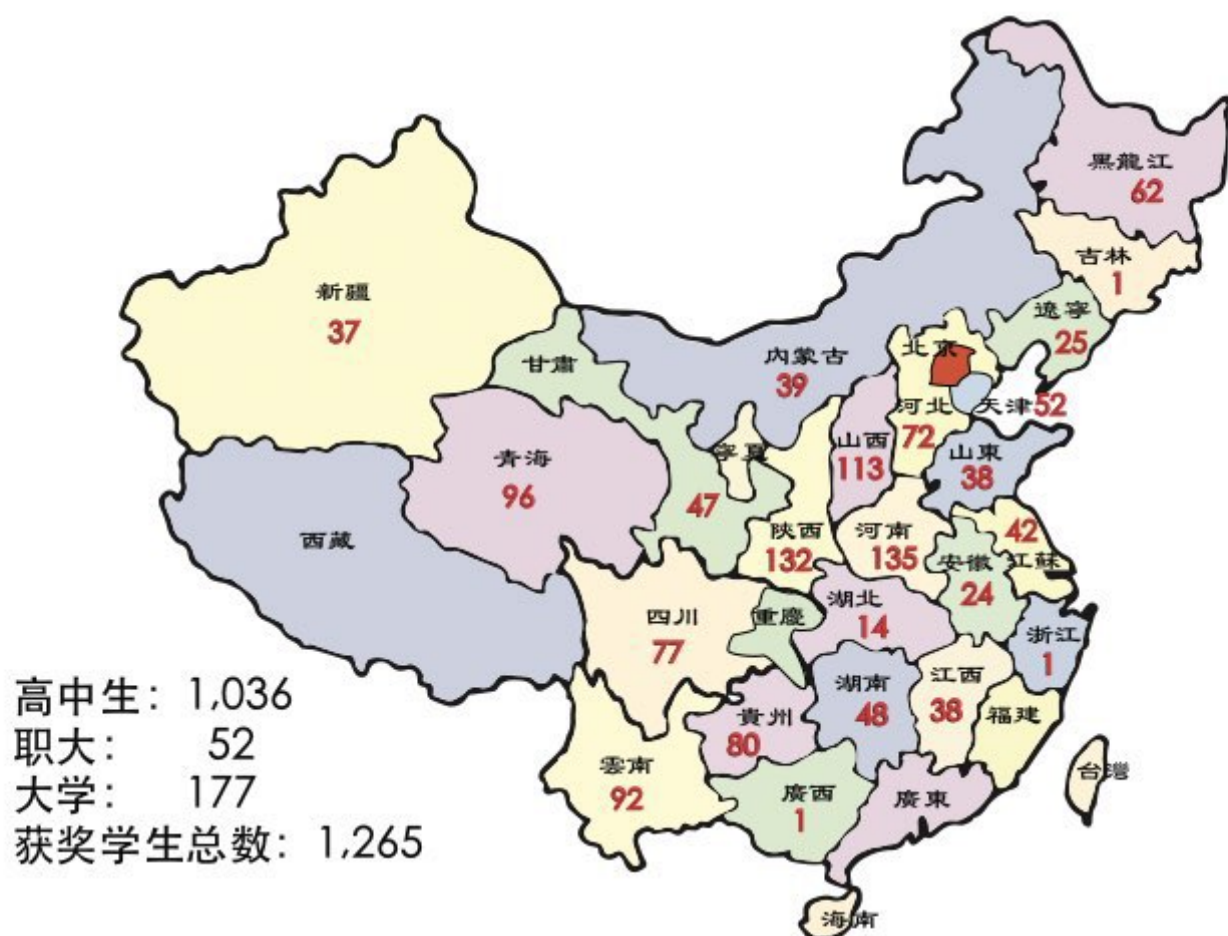 黑龍江
62
吉林
1
遼寧
25
新疆
37
甘肅
47
內蒙古
39
北京
天津52
河北
72
山西
113
寧夏
青海
96
山東
38
陝西
132
河南
135
42
江蘇
安徽
24
西藏
四川
77
重慶
湖北
14
浙江
1
湖南
48
江西
38
福建
貴州
80
雲南
92
廣西
1
廣東
台灣
海南
高中生: 1,036
职大: 52
大学: 177
获奖学生总数: 1,265